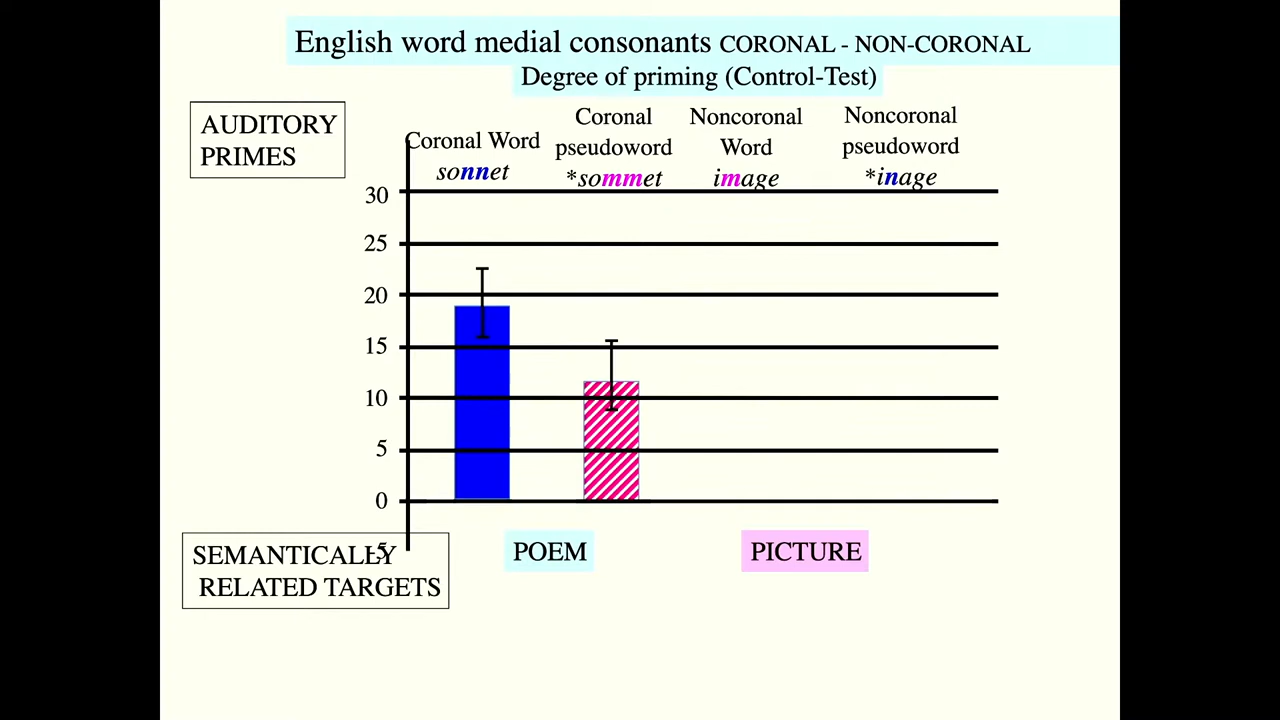 English word medial consonants CORONAL - NON-CORONAL
Degree of priming (Control-Test)
AUDITORY
PRIMES
Coronal Word
sonnet
Coronal
pseudoword
*sommet
Noncoronal
Word
image
Noncoronal
pseudoword
*inage
30
25
20
15
10
5
0
-5
SEMANTICALLY
RELATED TARGETS
POEM
PICTURE